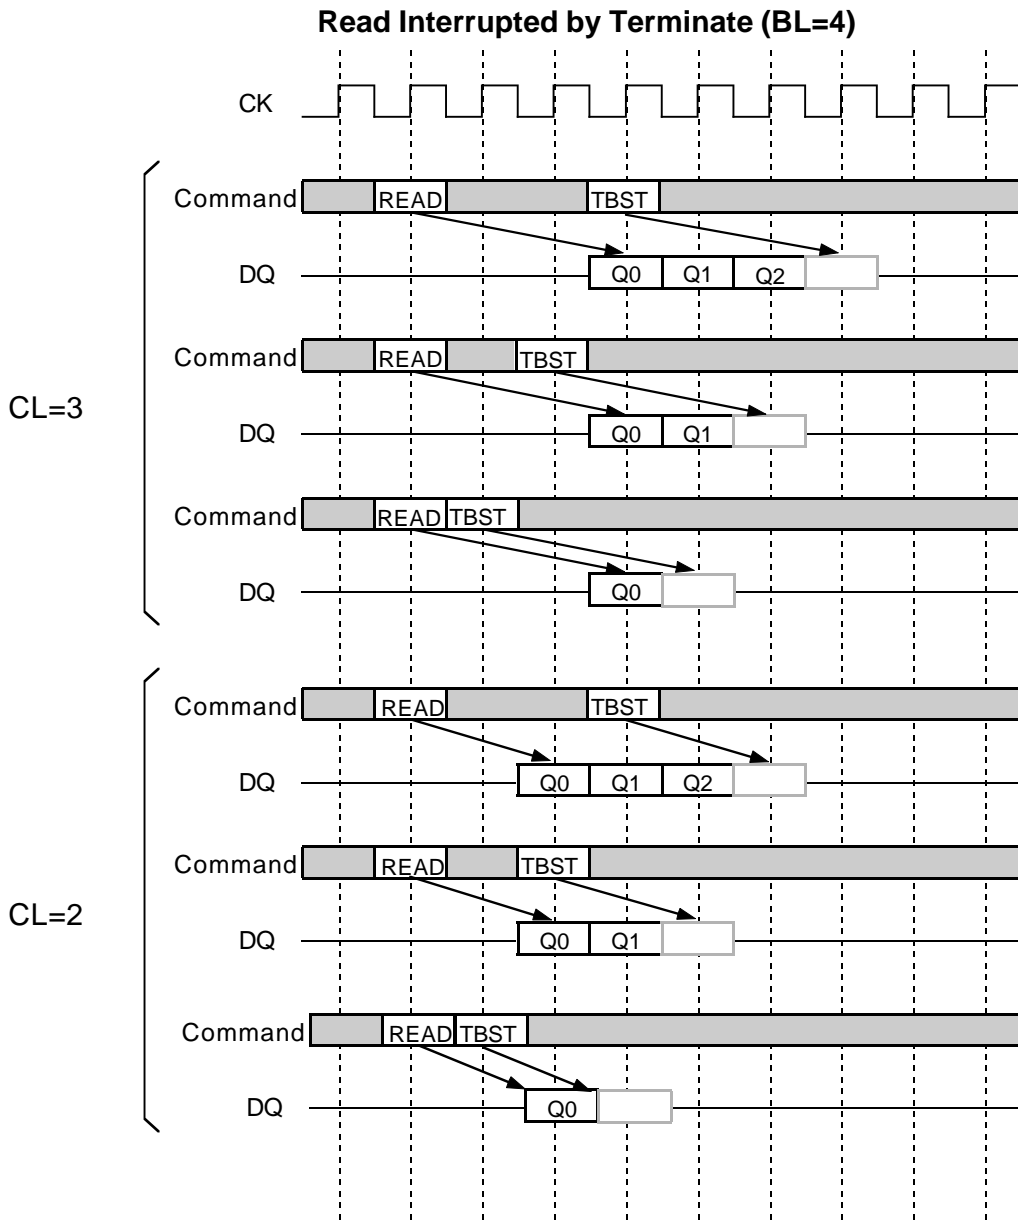 Read Interrupted by Terminate (BL=4)
CK
Command READ TBST
DQ Q0 Q1 Q2
Command READ TBST
CL=3
DQ Q0 Q1
Command READ TBST
DQ Q0
Command READ TBST
DQ Q0 Q1 Q2
Command READ TBST
CL=2
DQ Q0 Q1
Command READ TBST
DQ Q0